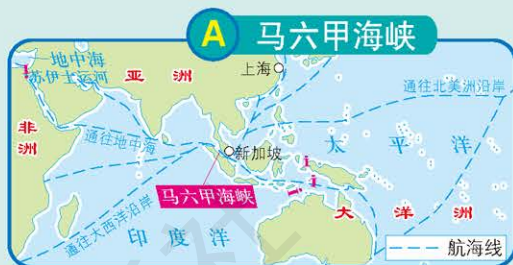 A 马六甲海峡
地中海
苏伊士运河
亚洲
上海
通往北美洲沿岸
非洲
通往地中海
新加坡
太平洋
马六甲海峡
大洋洲
通往大西洋沿岸
印度洋
航海线